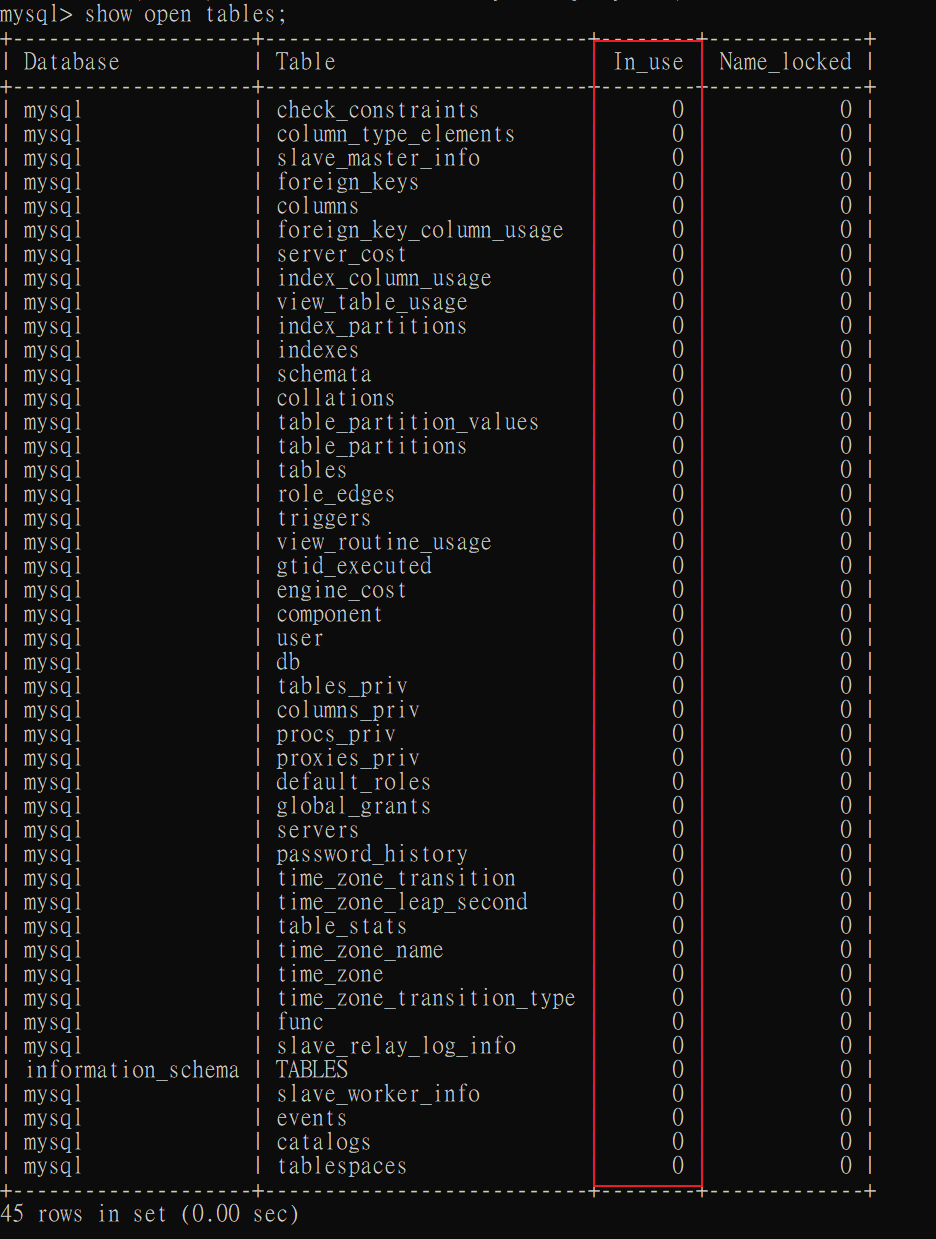 mysql> show open tables;
+--------------------+---------------------------+--------+-------------+
| Database           | Table                     | In_use | Name_locked |
+--------------------+---------------------------+--------+-------------+
| mysql              | check_constraints         |      0 |           0 |
| mysql              | column_type_elements      |      0 |           0 |
| mysql              | slave_master_info         |      0 |           0 |
| mysql              | foreign_keys              |      0 |           0 |
| mysql              | columns                   |      0 |           0 |
| mysql              | foreign_key_column_usage  |      0 |           0 |
| mysql              | server_cost               |      0 |           0 |
| mysql              | index_column_usage        |      0 |           0 |
| mysql              | view_table_usage          |      0 |           0 |
| mysql              | index_partitions          |      0 |           0 |
| mysql              | indexes                   |      0 |           0 |
| mysql              | schemata                  |      0 |           0 |
| mysql              | collations                |      0 |           0 |
| mysql              | table_partition_values    |      0 |           0 |
| mysql              | table_partitions          |      0 |           0 |
| mysql              | tables                    |      0 |           0 |
| mysql              | role_edges                |      0 |           0 |
| mysql              | triggers                  |      0 |           0 |
| mysql              | view_routine_usage        |      0 |           0 |
| mysql              | gtid_executed             |      0 |           0 |
| mysql              | engine_cost               |      0 |           0 |
| mysql              | component                 |      0 |           0 |
| mysql              | user                      |      0 |           0 |
| mysql              | db                        |      0 |           0 |
| mysql              | tables_priv               |      0 |           0 |
| mysql              | columns_priv              |      0 |           0 |
| mysql              | procs_priv                |      0 |           0 |
| mysql              | proxies_priv              |      0 |           0 |
| mysql              | default_roles             |      0 |           0 |
| mysql              | global_grants             |      0 |           0 |
| mysql              | servers                   |      0 |           0 |
| mysql              | password_history          |      0 |           0 |
| mysql              | time_zone_transition      |      0 |           0 |
| mysql              | time_zone_leap_second     |      0 |           0 |
| mysql              | table_stats               |      0 |           0 |
| mysql              | time_zone_name            |      0 |           0 |
| mysql              | time_zone                 |      0 |           0 |
| mysql              | time_zone_transition_type |      0 |           0 |
| mysql              | func                      |      0 |           0 |
| mysql              | slave_relay_log_info      |      0 |           0 |
| information_schema | TABLES                    |      0 |           0 |
| mysql              | slave_worker_info         |      0 |           0 |
| mysql              | events                    |      0 |           0 |
| mysql              | catalogs                  |      0 |           0 |
| mysql              | tablespaces               |      0 |           0 |
+--------------------+---------------------------+--------+-------------+
45 rows in set (0.00 sec)